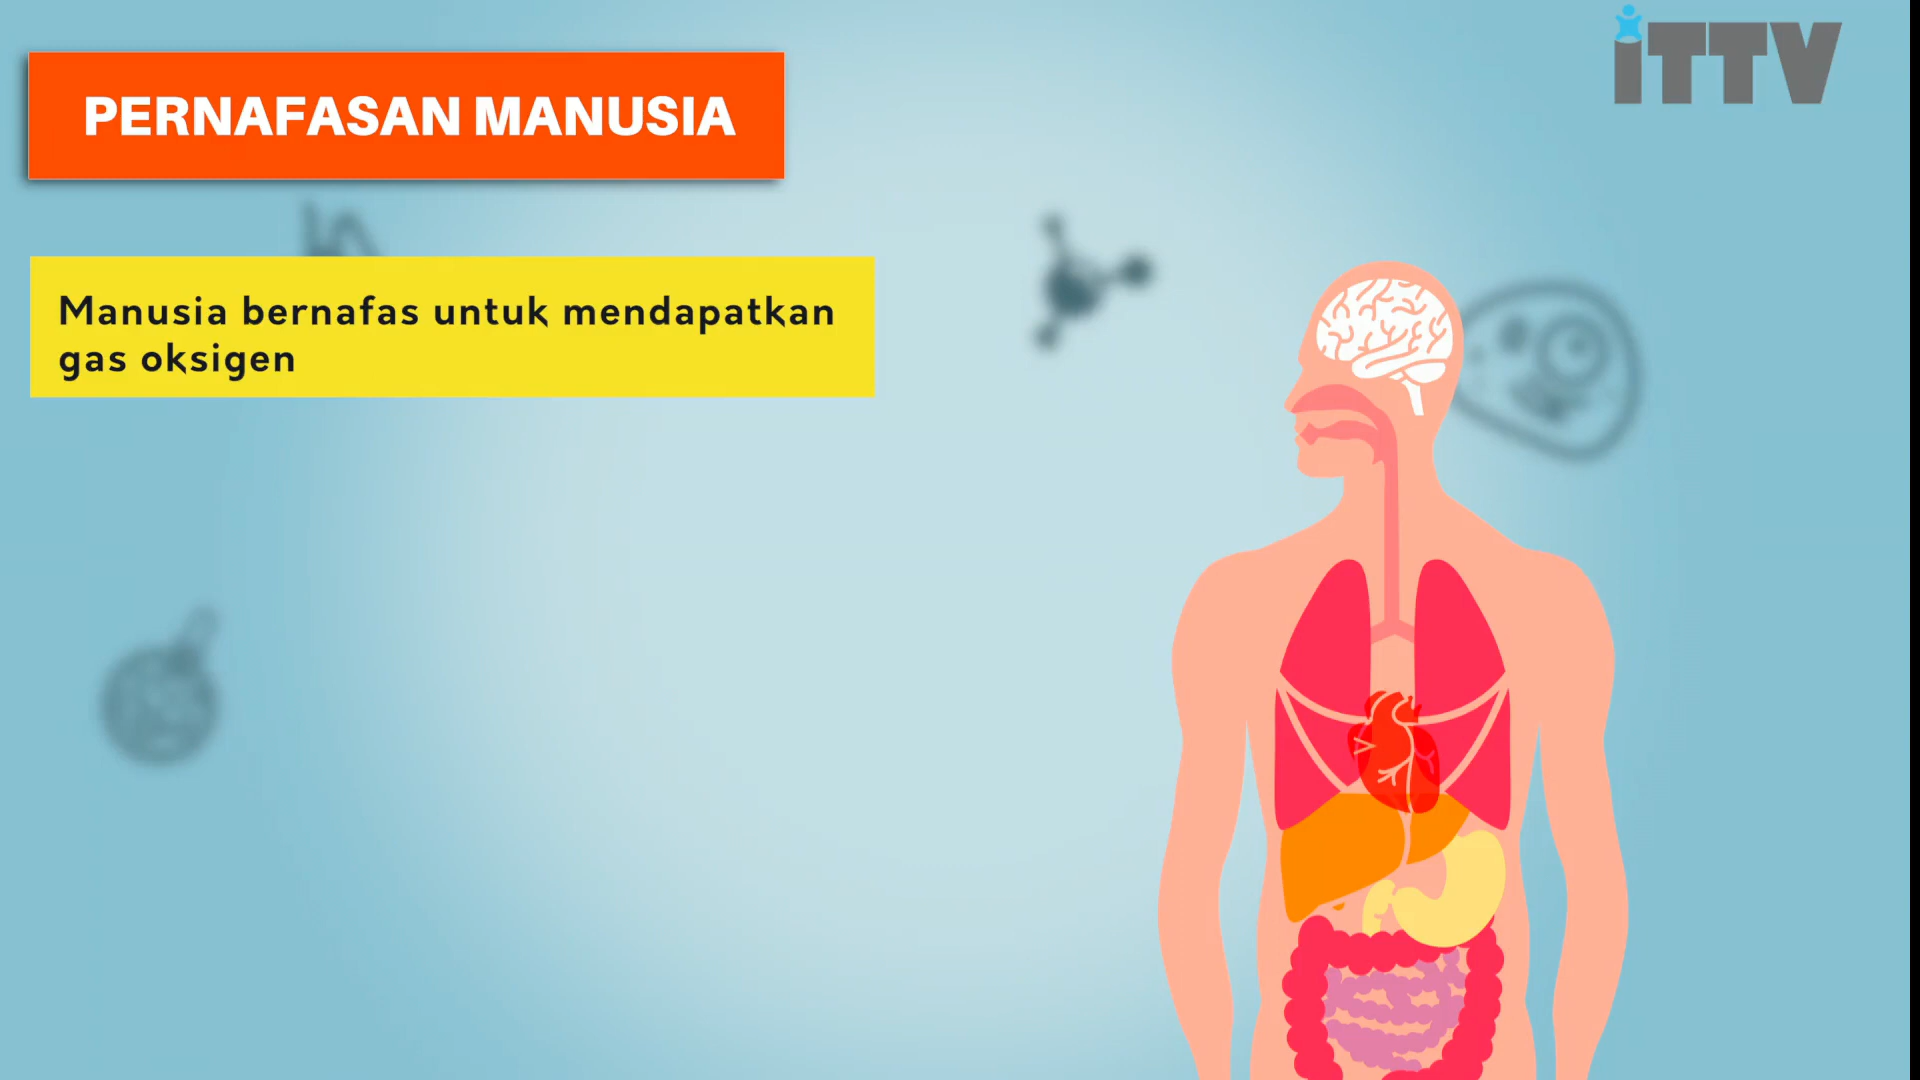 PERNAFASAN MANUSIA
iTTV
Manusia bernafas untuk mendapatkan
gas oksigen